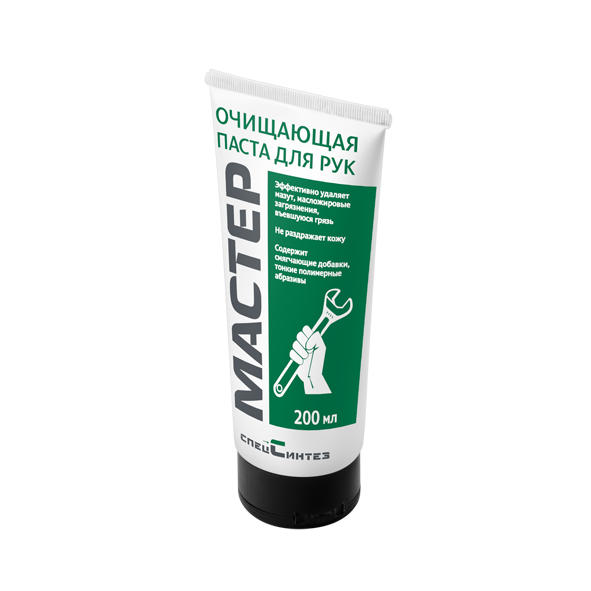 ОЧИЩАЮЩАЯ
ПАСТА ДЛЯ РУК
МАСТЕР
Эффективно удаляет
мазут, масложировые
загрязнения,
въевшуюся грязь
Не раздражает кожу
Содержит
смягчающие добавки,
тонкие полимерные
абразивы
200 мл
СПЕЦСИНТЕЗ